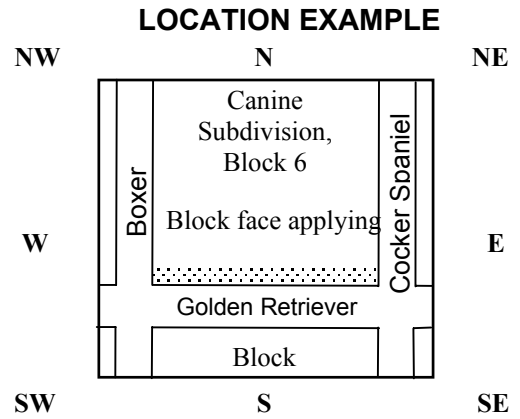 LOCATION EXAMPLE
NW N NE
Canine
Subdivision,
Block 6
Boxer
Cocker Spaniel
Block face applying
W E
Golden Retriever
Block
SW S SE